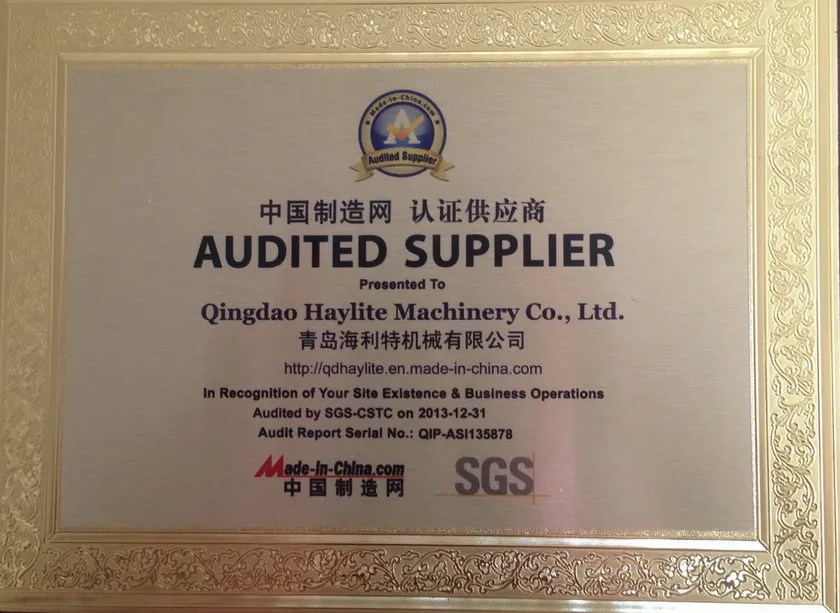 Made-in-China.com
Audited Supplier
中国制造网 认证供应商
AUDITED SUPPLIER
Presented To
Qingdao Haylite Machinery Co., Ltd.
青岛海利特机械有限公司
http://qdhaylite.en.made-in-china.com
In Recognition of Your Site Existence & Business Operations
Audited by SGS-CSTC on 2013-12-31
Audit Report Serial No.: QIP-ASI135878
Made-in-China.com
中国制造网
SGS